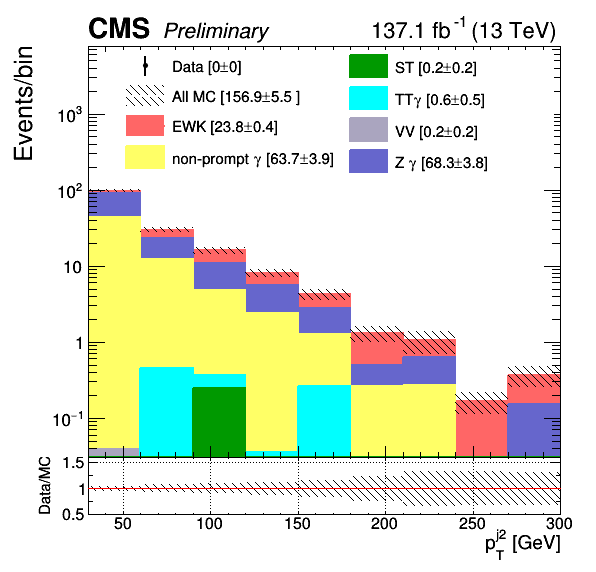 CMS Preliminary 137.1 fb⁻¹ (13 TeV)
Events/bin
Data [0±0]
All MC [156.9±5.5 ]
EWK [23.8±0.4]
non-prompt γ [63.7±3.9]
ST [0.2±0.2]
TTγ [0.6±0.5]
VV [0.2±0.2]
Z γ [68.3±3.8]
10³
10²
10
1
10⁻¹
Data/MC
1.5
1
0.5
50 100 150 200 250 300
p_T^j2 [GeV]